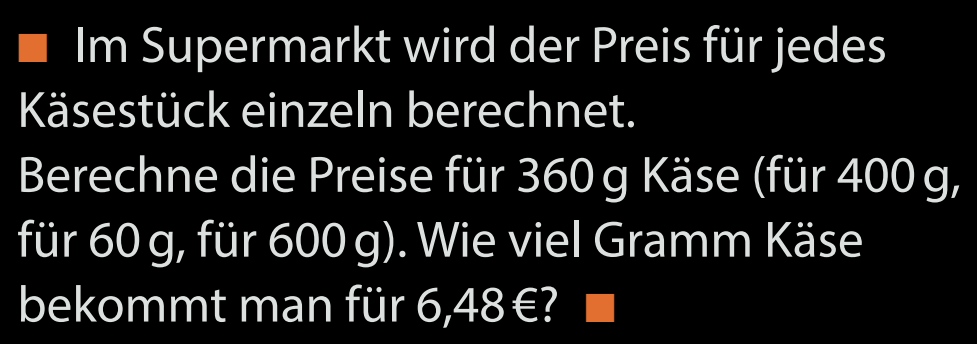 ■ Im Supermarkt wird der Preis für jedes
Käsestück einzeln berechnet.
Berechne die Preise für 360 g Käse (für 400 g,
für 60 g, für 600 g). Wie viel Gramm Käse
bekommt man für 6,48 €? ■